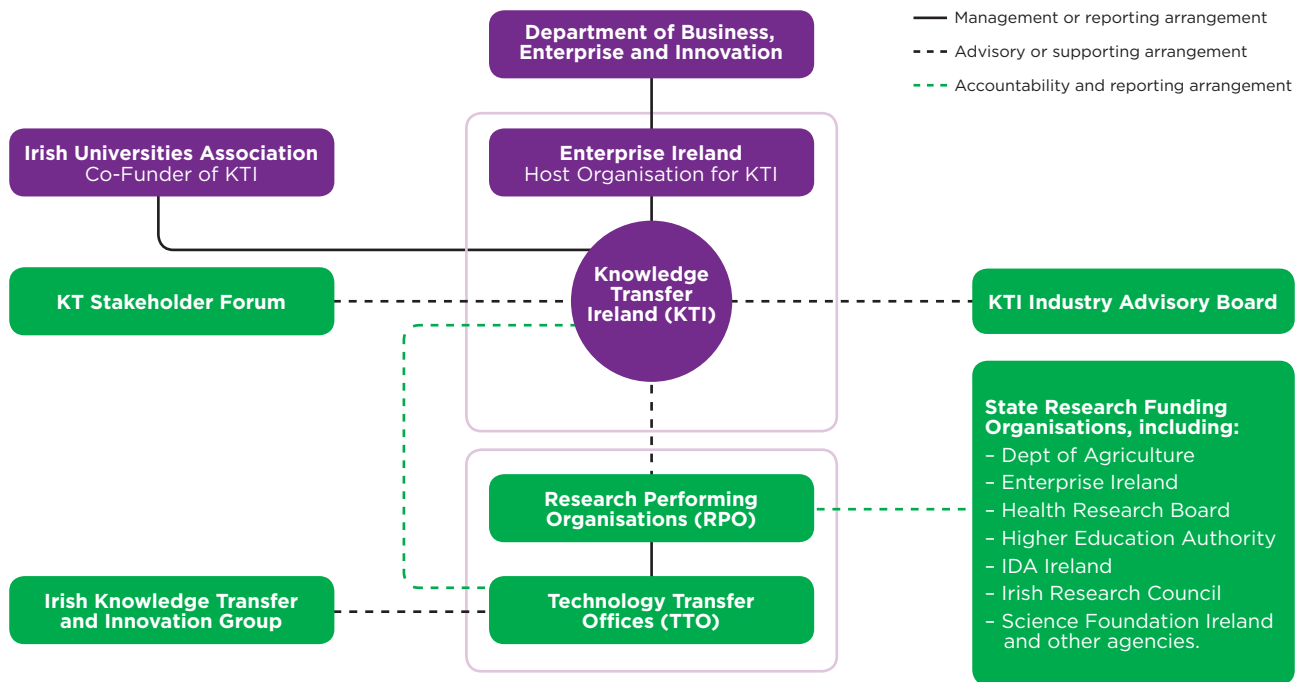 Department of Business,
Enterprise and Innovation
Management or reporting arrangement
Advisory or supporting arrangement
Accountability and reporting arrangement
Irish Universities Association
Co-Funder of KTI
Enterprise Ireland
Host Organisation for KTI
KT Stakeholder Forum
Knowledge
Transfer
Ireland (KTI)
KTI Industry Advisory Board
State Research Funding
Organisations, including:
– Dept of Agriculture
– Enterprise Ireland
– Health Research Board
– Higher Education Authority
– IDA Ireland
– Irish Research Council
– Science Foundation Ireland
and other agencies.
Research Performing
Organisations (RPO)
Irish Knowledge Transfer
and Innovation Group
Technology Transfer
Offices (TTO)